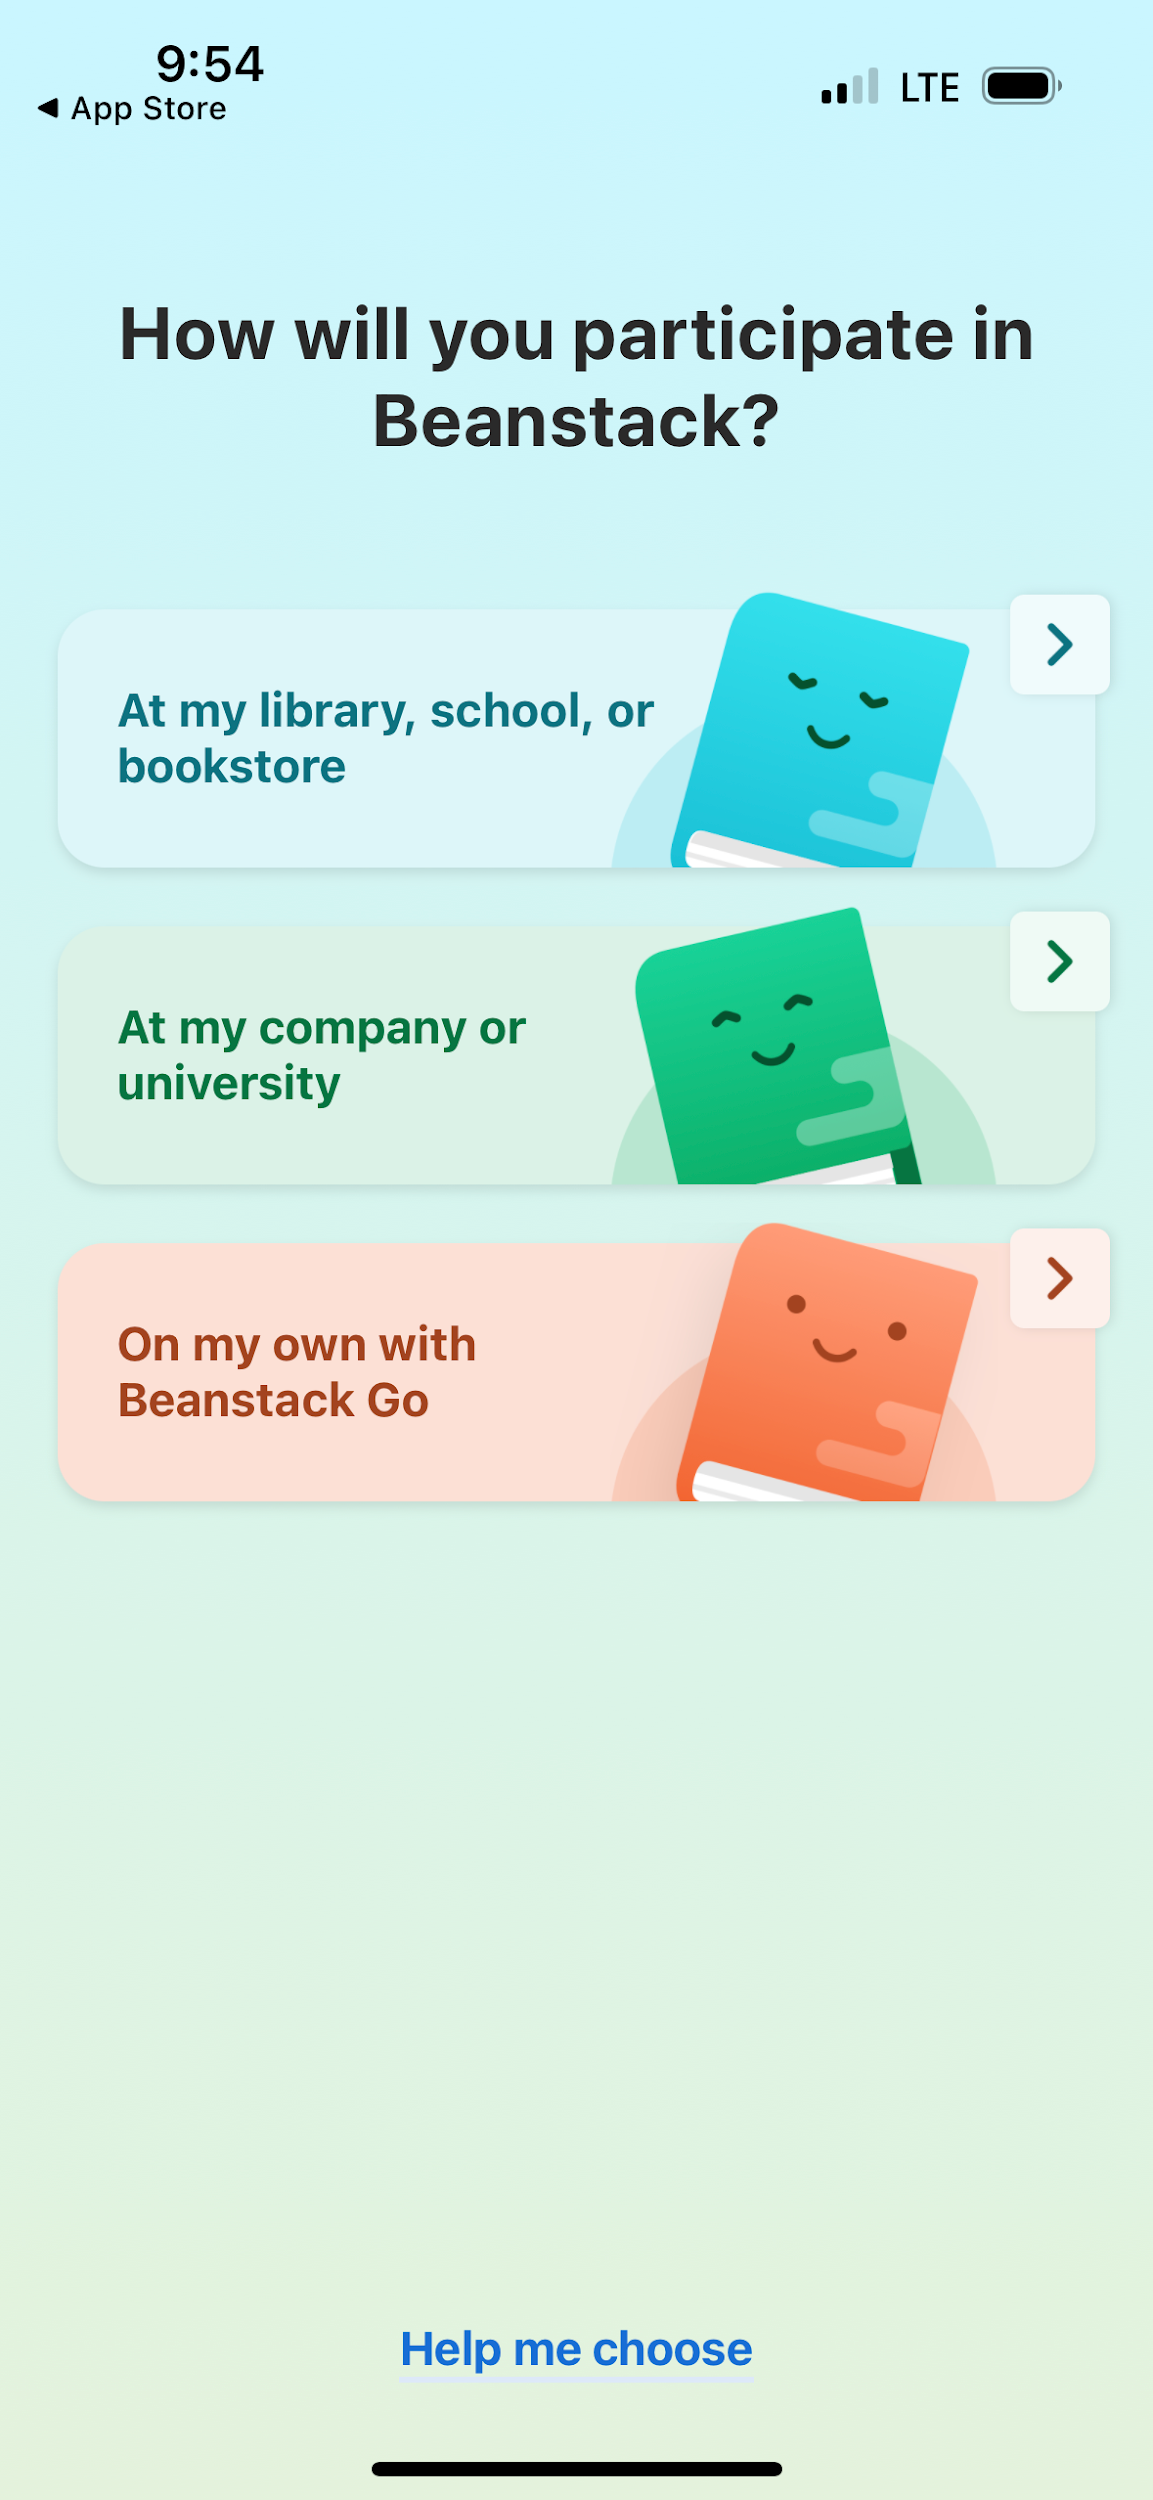 9:54
◀ App Store
LTE
How will you participate in
Beanstack?
At my library, school, or
bookstore
At my company or
university
On my own with
Beanstack Go
Help me choose